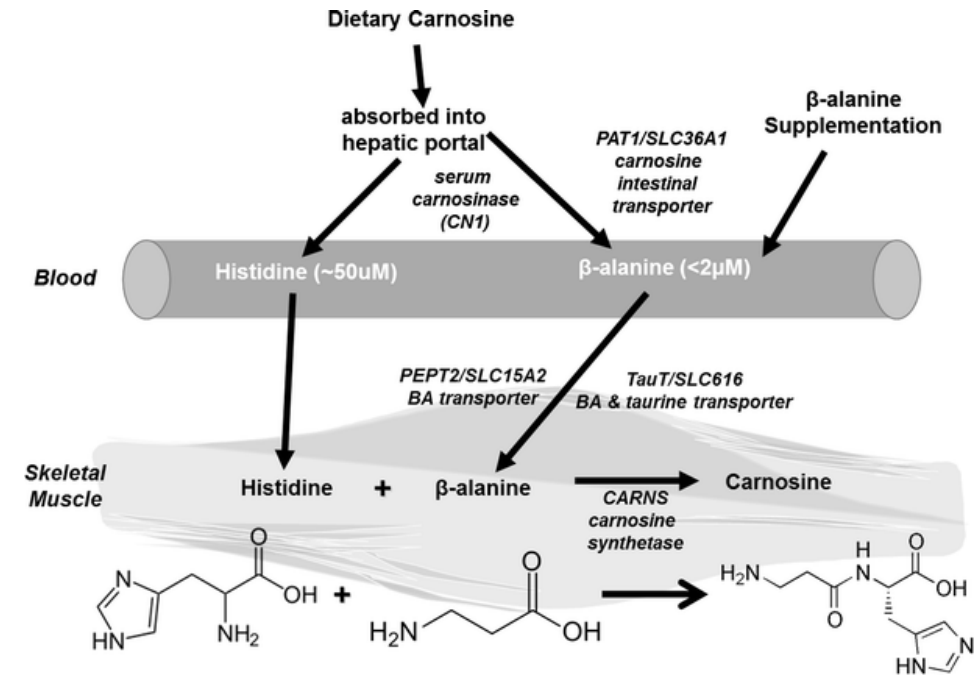 Dietary Carnosine
absorbed into
hepatic portal
β-alanine
Supplementation
PAT1/SLC36A1
carnosine
intestinal
transporter
serum
carnosinase
(CN1)
Blood
Histidine (~50uM)
β-alanine (<2μM)
PEPT2/SLC15A2
BA transporter
TauT/SLC616
BA & taurine transporter
Skeletal
Muscle
Histidine
+
β-alanine
Carnosine
CARNS
carnosine
synthetase
N
HN
O
OH
NH₂
+
H₂N
O
OH
H₂N
O
H
N
O
OH
N
HN